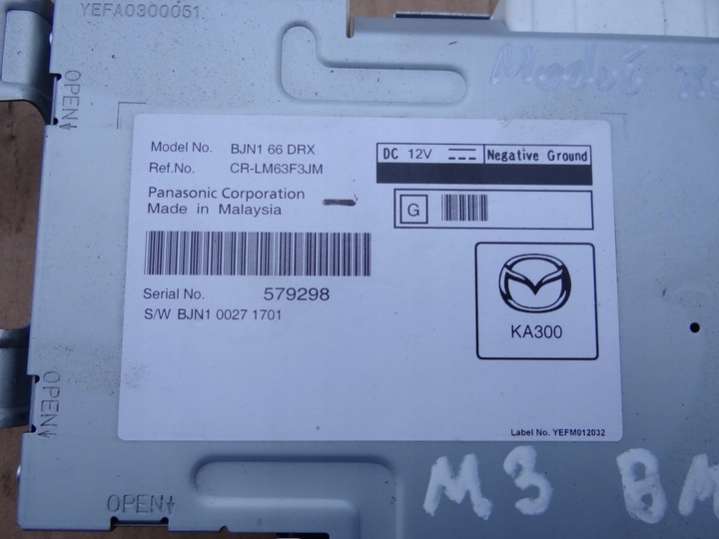 YEFA0300051
OPEN
Model No. BJN1 66 DRX
Ref.No. CR-LM63F3JM
Panasonic Corporation
Made in Malaysia
DC 12V Negative Ground
G
Serial No. 579298
S/W BJN1 0027 1701
KA300
Label No. YEFM012032
OPEN
OPEN
M3 BM